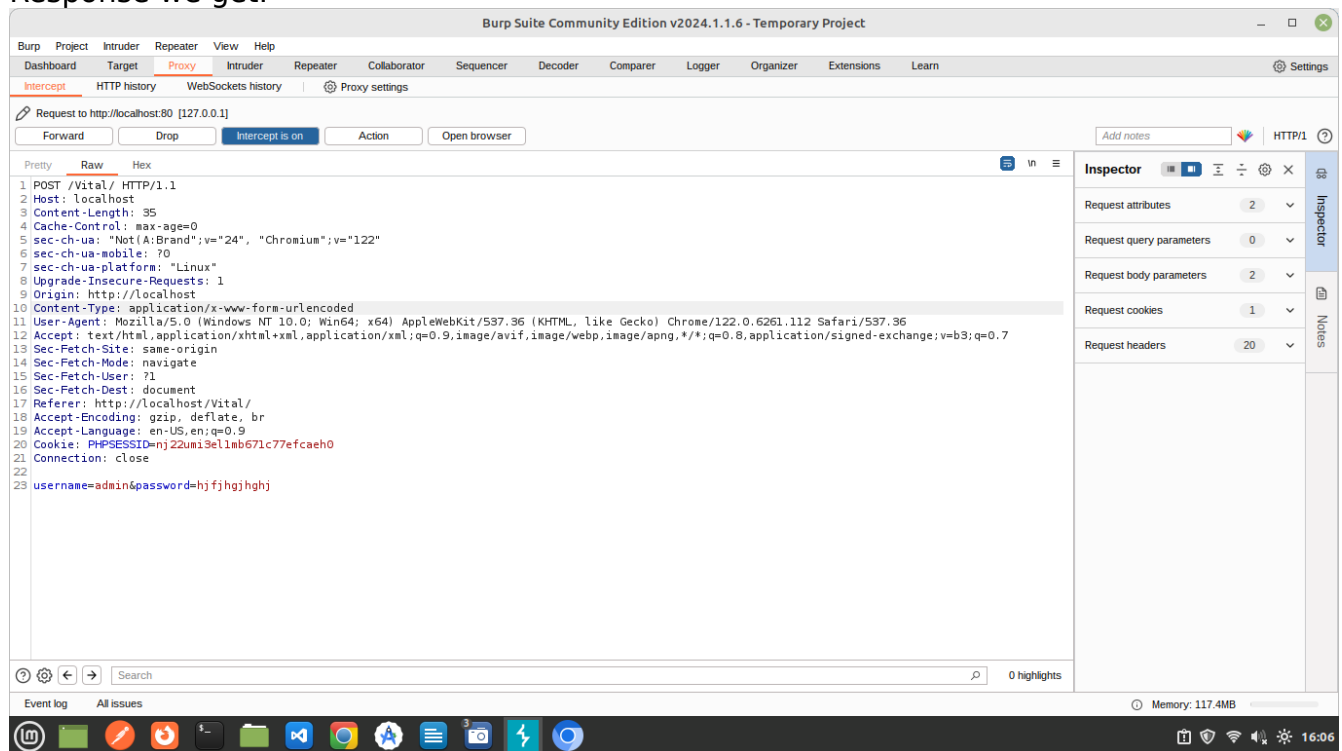 Response we get:
Burp Suite Community Edition v2024.1.1.6 - Temporary Project
Burp Project Intruder Repeater View Help
Dashboard Target Proxy Intruder Repeater Collaborator Sequencer Decoder Comparer Logger Organizer Extensions Learn Settings
Intercept HTTP history WebSockets history Proxy settings
Request to http://localhost:80 [127.0.0.1]
Forward Drop Intercept is on Action Open browser Add notes HTTP/1
Pretty Raw Hex \n
Inspector
1 POST /Vital/ HTTP/1.1
2 Host: localhost
3 Content-Length: 35
4 Cache-Control: max-age=0
5 sec-ch-ua: "Not(A:Brand";v="24", "Chromium";v="122"
6 sec-ch-ua-mobile: ?0
7 sec-ch-ua-platform: "Linux"
8 Upgrade-Insecure-Requests: 1
9 Origin: http://localhost
10 Content-Type: application/x-www-form-urlencoded
11 User-Agent: Mozilla/5.0 (Windows NT 10.0; Win64; x64) AppleWebKit/537.36 (KHTML, like Gecko) Chrome/122.0.6261.112 Safari/537.36
12 Accept: text/html,application/xhtml+xml,application/xml;q=0.9,image/avif,image/webp,image/apng,*/*;q=0.8,application/signed-exchange;v=b3;q=0.7
13 Sec-Fetch-Site: same-origin
14 Sec-Fetch-Mode: navigate
15 Sec-Fetch-User: ?1
16 Sec-Fetch-Dest: document
17 Referer: http://localhost/Vital/
18 Accept-Encoding: gzip, deflate, br
19 Accept-Language: en-US,en;q=0.9
20 Cookie: PHPSESSID=nj22umi3el1mb671c77efcaeh0
21 Connection: close
22
23 username=admin&password=hjfjhgjhghj
Request attributes 2
Request query parameters 0
Request body parameters 2
Request cookies 1
Request headers 20
Inspector
Notes
Search 0 highlights
Event log All issues Memory: 117.4MB
3
16:06